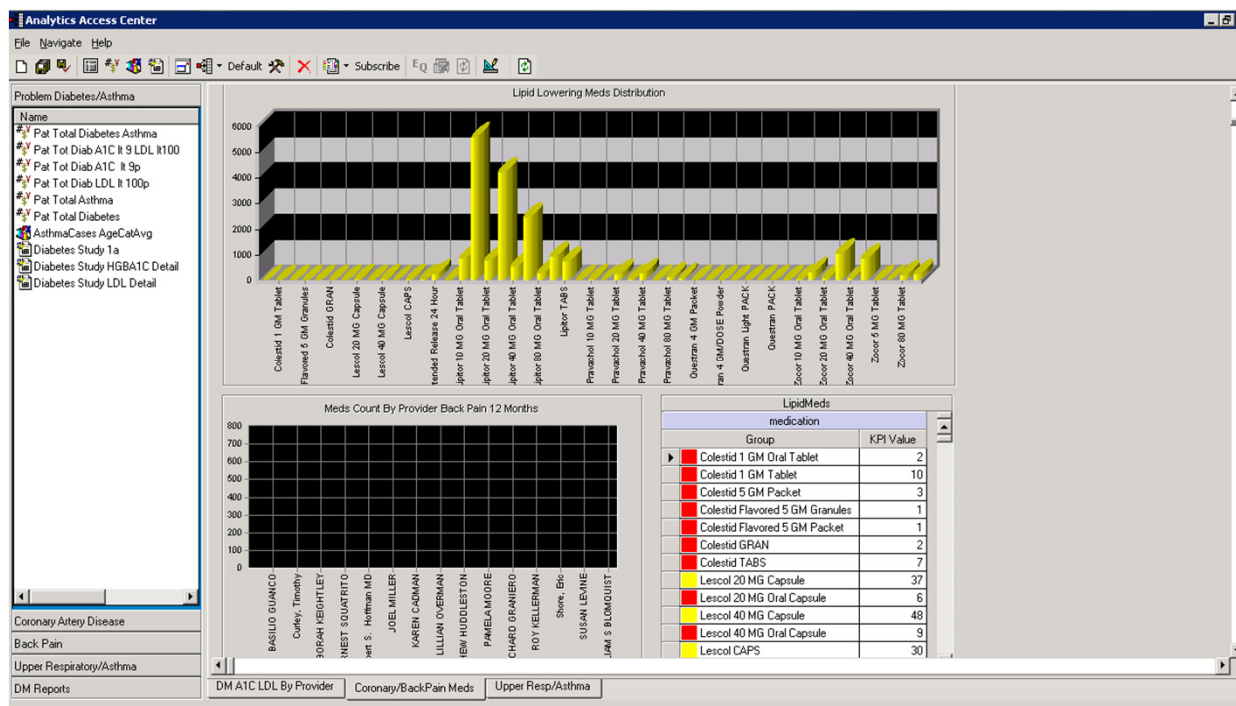 Analytics Access Center
File Navigate Help
Default Subscribe EQ
Problem Diabetes/Asthma
Name
Pat Total Diabetes Asthma
Pat Tot Diab A1C lt 9 LDL lt100
Pat Tot Diab A1C lt 9p
Pat Tot Diab LDL lt 100p
Pat Total Asthma
Pat Total Diabetes
AsthmaCases AgeCatAvg
Diabetes Study 1a
Diabetes Study HGBA1C Detail
Diabetes Study LDL Detail
Coronary Artery Disease
Back Pain
Upper Respiratory/Asthma
DM Reports
Lipid Lowering Meds Distribution
6000
5000
4000
3000
2000
1000
0
Colestid 1 GM Tablet
Flavored 5 GM Granules
Colestid GRAN
Lescol 20 MG Capsule
Lescol 40 MG Capsule
Lescol CAPS
tended Release 24 Hour
ipitor 10 MG Oral Tablet
ipitor 20 MG Oral Tablet
ipitor 40 MG Oral Tablet
ipitor 80 MG Oral Tablet
Lipitor TABS
Pravachol 10 MG Tablet
Pravachol 20 MG Tablet
Pravachol 40 MG Tablet
Pravachol 80 MG Tablet
Questran 4 GM Packet
ran 4 GM/DOSE Powder
Questran Light PACK
Questran PACK
Zocor 10 MG Oral Tablet
Zocor 20 MG Oral Tablet
Zocor 40 MG Oral Tablet
Zocor 5 MG Tablet
Zocor 80 MG Tablet
Meds Count By Provider Back Pain 12 Months
800
700
600
500
400
300
200
100
0
BASILIO GUANCO
Curley, Timothy
BORAH KEIGHTLEY
RNEST SQUATRITO
bert S. Hoffman MD
JOEL MILLER
KAREN CADMAN
LILLIAN OVERMAN
HEW HUDDLESTON
PAMELA MOORE
CHARD GRANIERO
ROY KELLERMAN
Shore, Eric
SUSAN LEVINE
IAM S BLOMQUIST
LipidMeds
medication
Group KPI Value
Colestid 1 GM Oral Tablet 2
Colestid 1 GM Tablet 10
Colestid 5 GM Packet 3
Colestid Flavored 5 GM Granules 1
Colestid Flavored 5 GM Packet 1
Colestid GRAN 2
Colestid TABS 7
Lescol 20 MG Capsule 37
Lescol 20 MG Oral Capsule 6
Lescol 40 MG Capsule 48
Lescol 40 MG Oral Capsule 9
Lescol CAPS 30
DM A1C LDL By Provider
Coronary/BackPain Meds
Upper Resp/Asthma